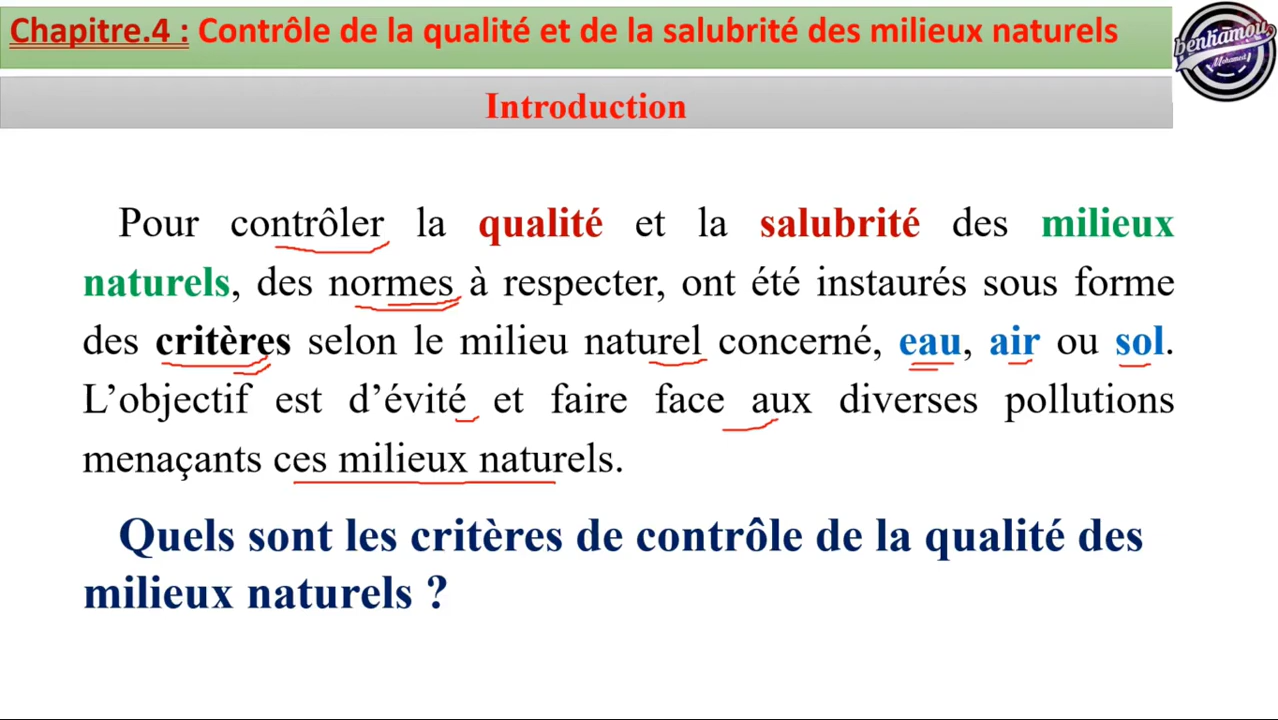 Chapitre.4 : Contrôle de la qualité et de la salubrité des milieux naturels
benhamou
Mohamed
Introduction
Pour contrôler la qualité et la salubrité des milieux
naturels, des normes à respecter, ont été instaurés sous forme
des critères selon le milieu naturel concerné, eau, air ou sol.
L’objectif est d’évité et faire face aux diverses pollutions
menaçants ces milieux naturels.
Quels sont les critères de contrôle de la qualité des
milieux naturels ?